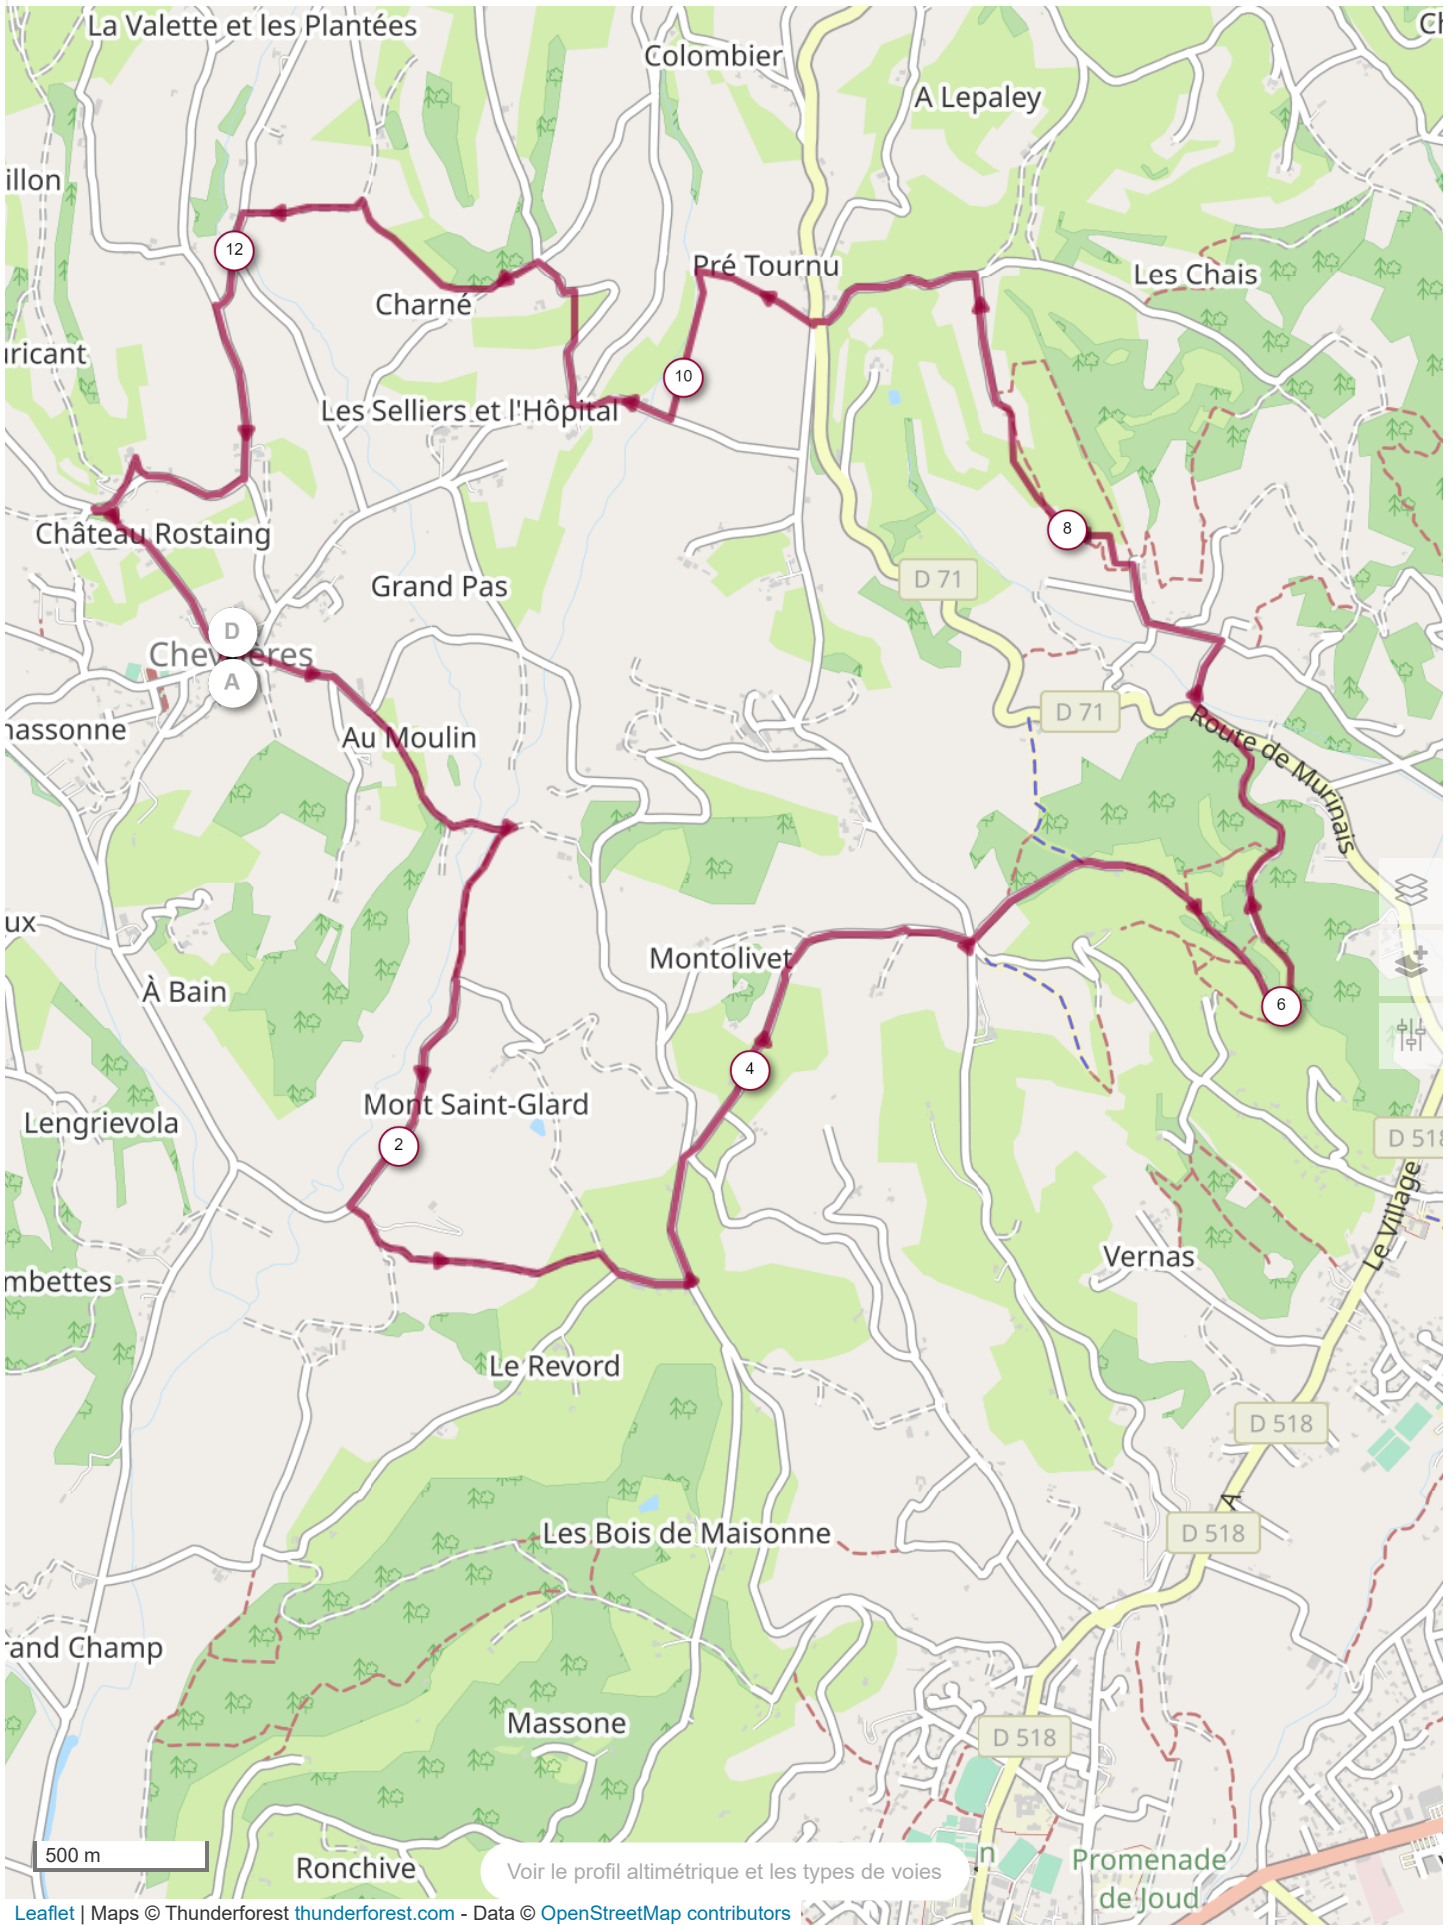 La Valette et les Plantées
Colombier
A Lepaley
illon
12
Pré Tournu
Les Chais
Charné
uricant
10
Les Selliers et l'Hôpital
Château Rostaing
8
D 71
Grand Pas
D
A
D 71
Route de Murinais
Au Moulin
nassonne
ux
Montolivet
À Bain
6
4
Mont Saint-Glard
Lengrievola
2
D 518
Le Village
Vernas
mbettes
Le Revord
D 518
A
Les Bois de Maisonne
D 518
rand Champ
Massone
D 518
500 m
Ronchive
Voir le profil altimétrique et les types de voies
n
Promenade
de Joud
Leaflet | Maps © Thunderforest thunderforest.com - Data © OpenStreetMap contributors